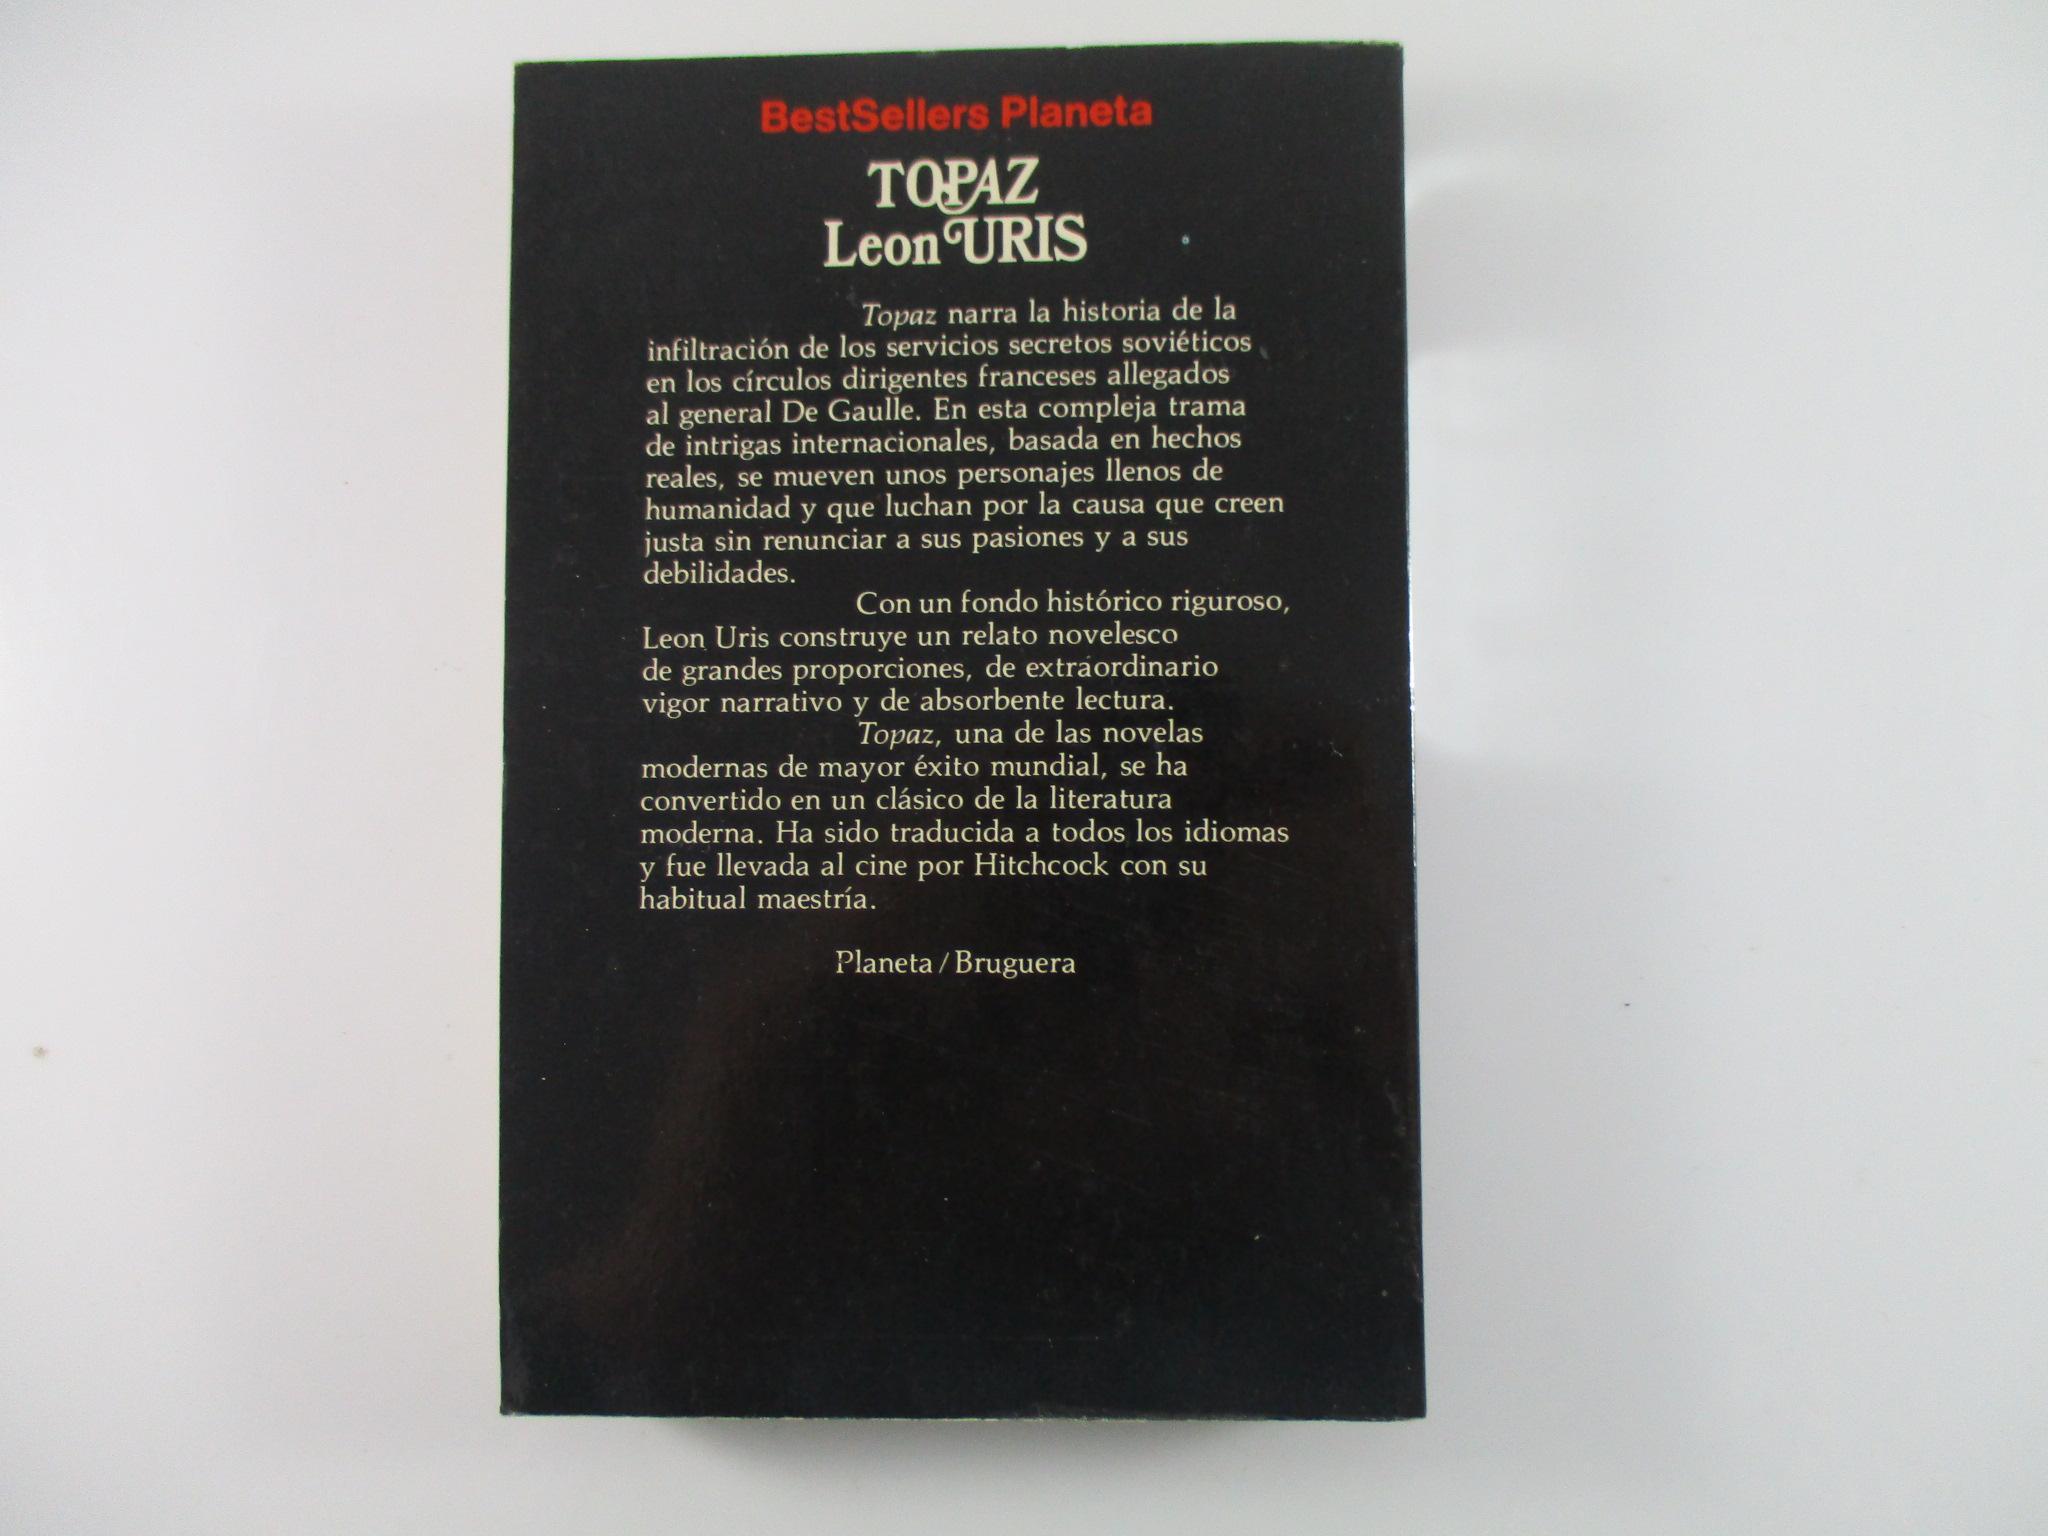 BestSellers Planeta
TOPAZ
Leon URIS
Topaz narra la historia de la
infiltración de los servicios secretos soviéticos
en los círculos dirigentes franceses allegados
al general De Gaulle. En esta compleja trama
de intrigas internacionales, basada en hechos
reales, se mueven unos personajes llenos de
humanidad y que luchan por la causa que creen
justa sin renunciar a sus pasiones y a sus
debilidades.
Con un fondo histórico riguroso,
Leon Uris construye un relato novelesco
de grandes proporciones, de extraordinario
vigor narrativo y de absorbente lectura.
Topaz, una de las novelas
modernas de mayor éxito mundial, se ha
convertido en un clásico de la literatura
moderna. Ha sido traducida a todos los idiomas
y fue llevada al cine por Hitchcock con su
habitual maestría.
Planeta / Bruguera